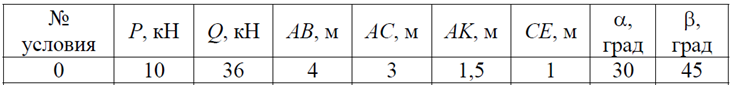 № условия P, кН Q, кН AB, м AC, м AK, м CE, м α, град β, град
0 10 36 4 3 1,5 1 30 45